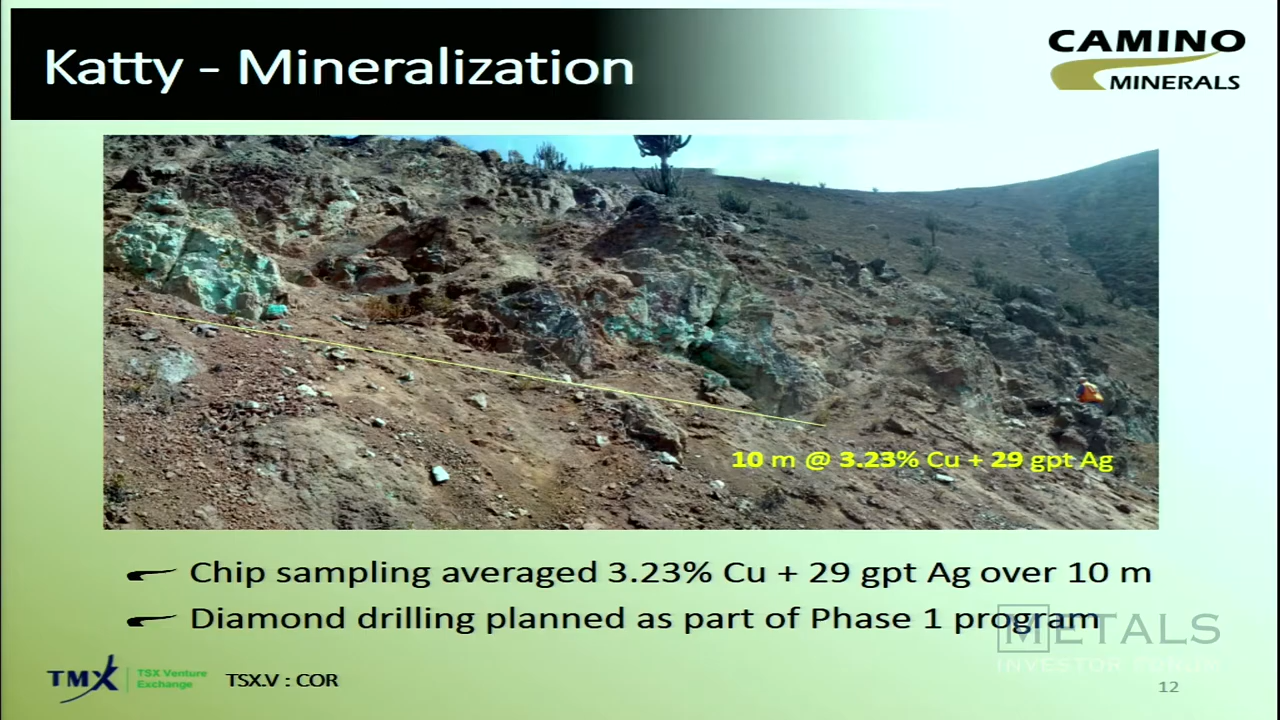 Katty - Mineralization
CAMINO
MINERALS
10 m @ 3.23% Cu + 29 gpt Ag
Chip sampling averaged 3.23% Cu + 29 gpt Ag over 10 m
Diamond drilling planned as part of Phase 1 program
METALS
INVESTOR FORUM
TMX
TSX Venture
Exchange
TSX.V : COR
12